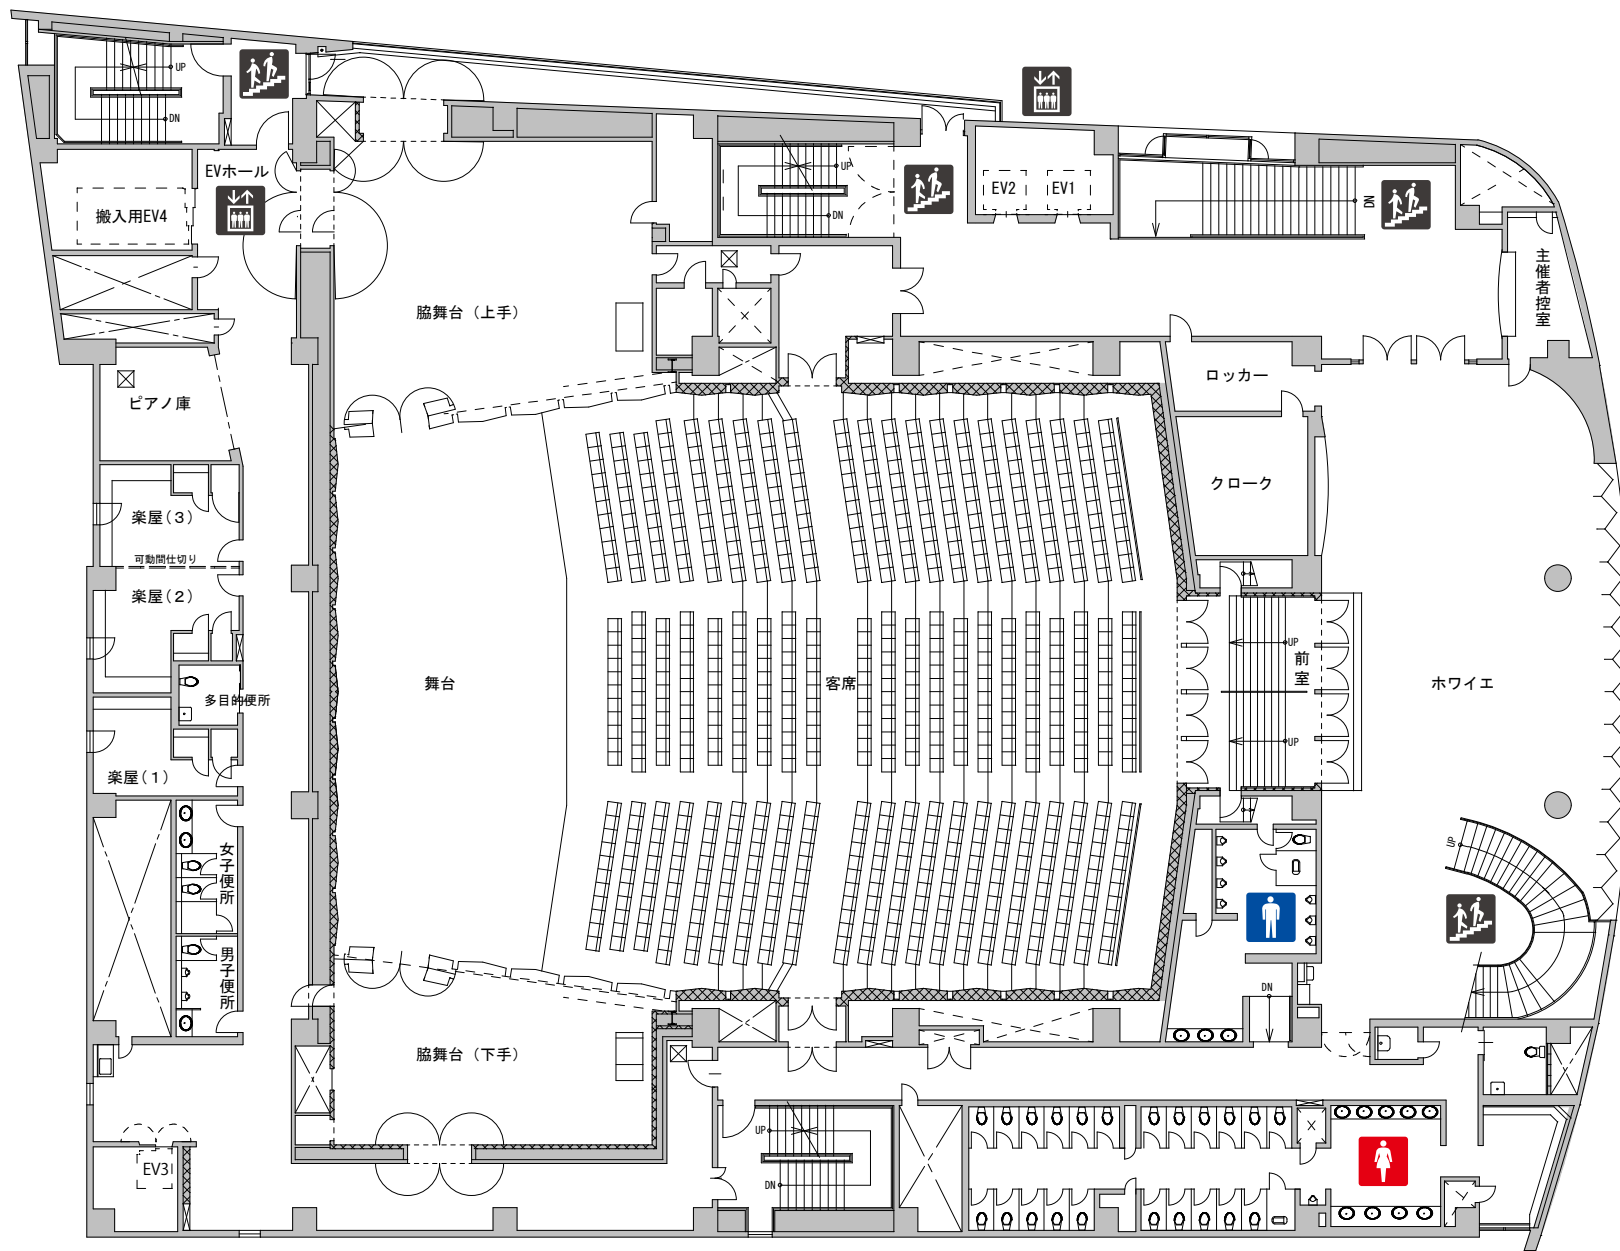 UP
DN
EVホール
搬入用EV4
UP
DN
EV2
EV1
DN
主催者控室
脇舞台（上手）
ロッカー
ピアノ庫
クローク
楽屋(3)
可動間仕切り
楽屋(2)
UP
前室
舞台
客席
ホワイエ
多目的便所
UP
楽屋(1)
女子便所
UP
男子便所
DN
脇舞台（下手）
UP
EV3
DN